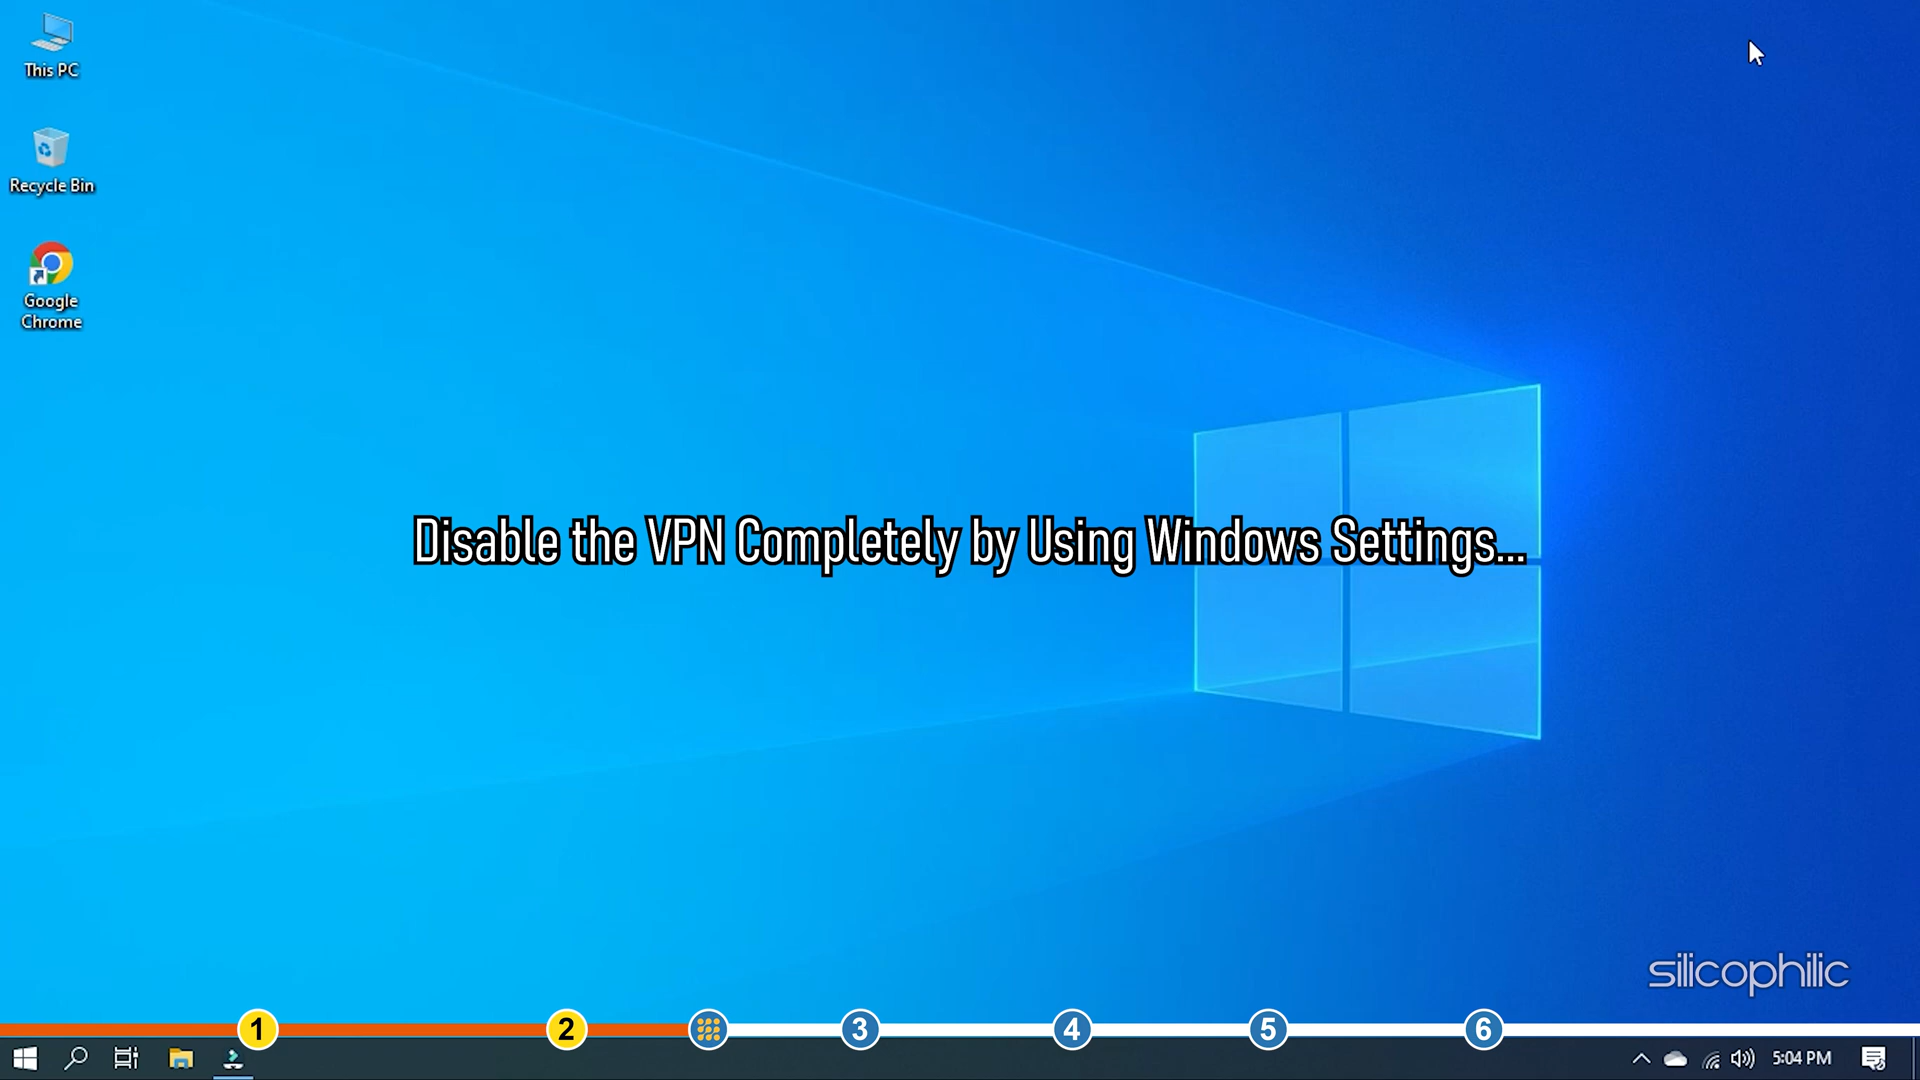 This PC
Recycle Bin
Google
Chrome
Disable the VPN Completely by Using Windows Settings...
silicophilic
1 2 3 4 5 6
5:04 PM